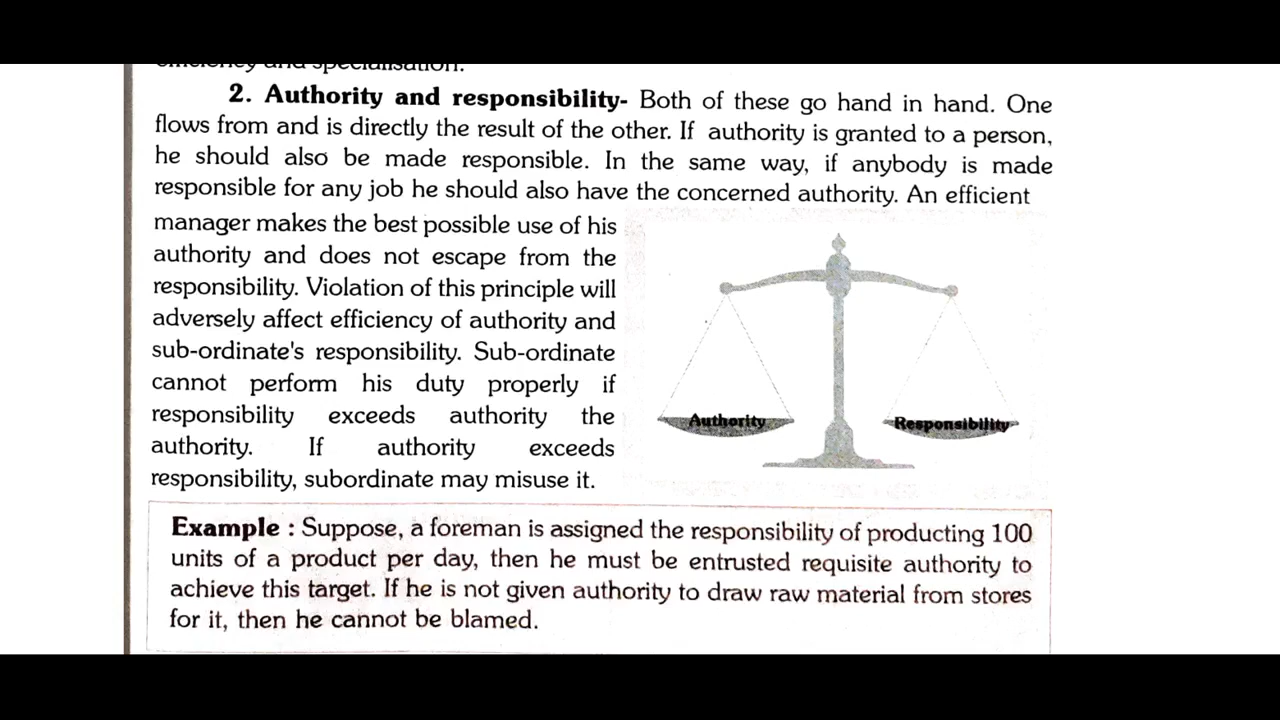 efficiency and specialisation.
2. Authority and responsibility- Both of these go hand in hand. One
flows from and is directly the result of the other. If authority is granted to a person,
he should also be made responsible. In the same way, if anybody is made
responsible for any job he should also have the concerned authority. An efficient
manager makes the best possible use of his
authority and does not escape from the
responsibility. Violation of this principle will
adversely affect efficiency of authority and
sub-ordinate's responsibility. Sub-ordinate
cannot perform his duty properly if
responsibility exceeds authority the
authority. If authority exceeds
responsibility, subordinate may misuse it.
Authority
Responsibility
Example : Suppose, a foreman is assigned the responsibility of producting 100
units of a product per day, then he must be entrusted requisite authority to
achieve this target. If he is not given authority to draw raw material from stores
for it, then he cannot be blamed.